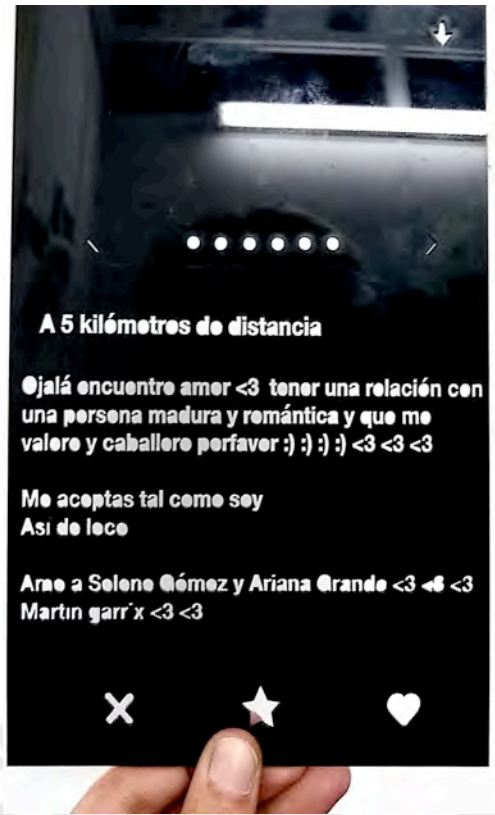 A 5 kilómetros de distancia
Ojalá encuentre amor <3 tener una relación con
una persona madura y romántica y que me
valore y caballero porfavor :) :) :) :) <3 <3 <3
Me aceptas tal como soy
Así de loco
Amo a Selene Gómez y Ariana Grande <3 <3 <3
Martin garrix <3 <3